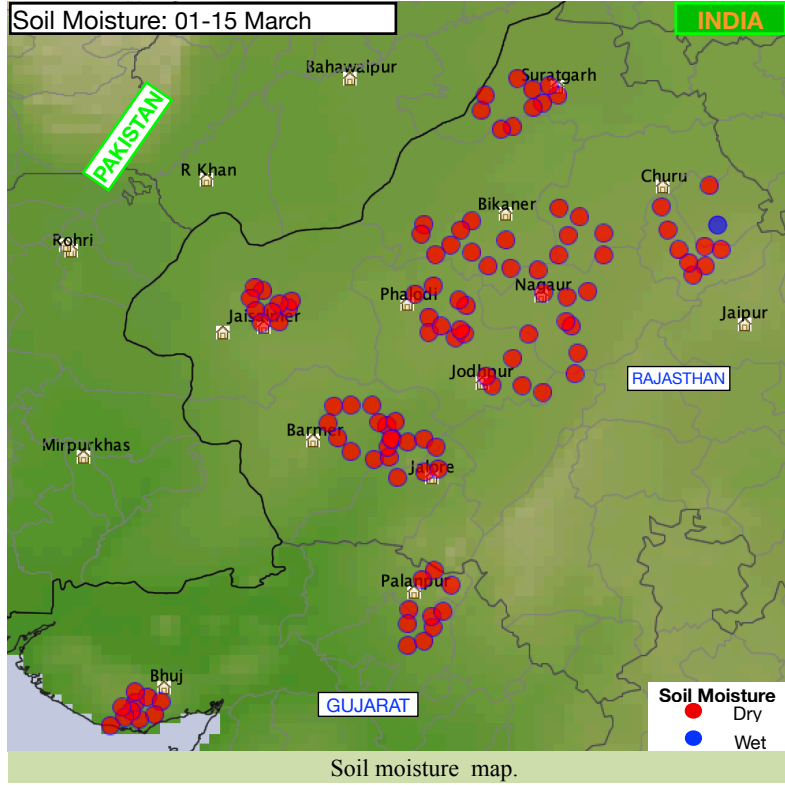 Soil Moisture: 01-15 March
INDIA
PAKISTAN
Bahawalpur
Suratgarh
R Khan
Churu
Bikaner
Rohri
Phalodi
Nagaur
Jaisalmer
Jaipur
Jodhpur
RAJASTHAN
Barmer
Mirpurkhas
Jalore
Palanpur
Bhuj
GUJARAT
Soil Moisture
Dry
Wet
Soil moisture map.